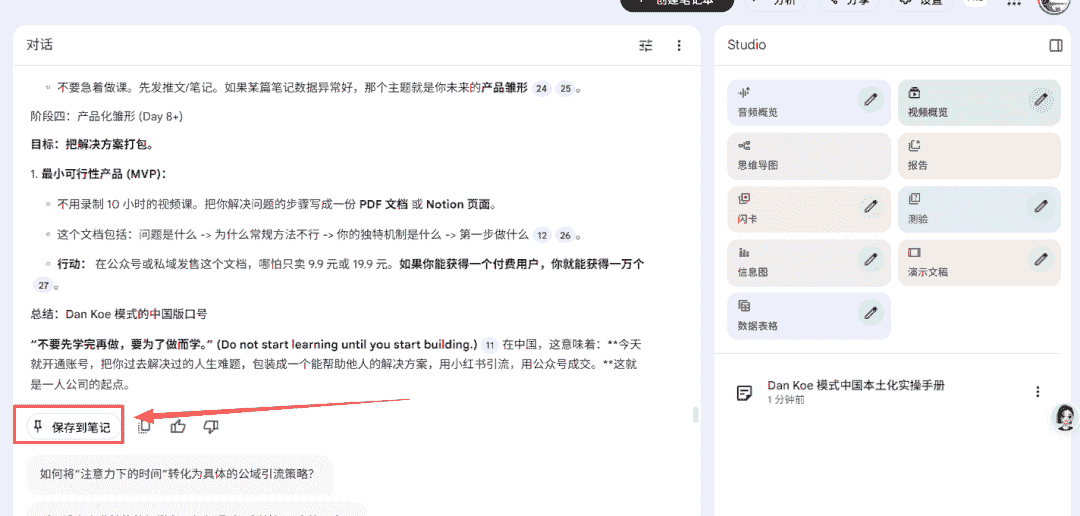 创建笔记本
分析
分享
设置
对话
不要急着做课。先发推文/笔记。如果某篇笔记数据异常好，那个主题就是你未来的产品雏形 24 25 。
阶段四：产品化雏形 (Day 8+)
目标：把解决方案打包。
1. 最小可行性产品 (MVP)：
不用录制 10 小时的视频课。把你解决问题的步骤写成一份 PDF 文档 或 Notion 页面。
这个文档包括：问题是什么 -> 为什么常规方法不行 -> 你的独特机制是什么 -> 第一步做什么 12 26 。
行动： 在公众号或私域发售这个文档，哪怕只卖 9.9 元或 19.9 元。如果你能获得一个付费用户，你就能获得一万个
27 。
总结：Dan Koe 模式的中国版口号
“不要先学完再做，要为了做而学。” (Do not start learning until you start building.) 11 在中国，这意味着：**今天
就开通账号，把你过去解决过的人生难题，包装成一个能帮助他人的解决方案，用小红书引流，用公众号成交。**这就
是一人公司的起点。
保存到笔记
如何将“注意力下的时间”转化为具体的公域引流策略？
Studio
音频概览
视频概览
思维导图
报告
闪卡
测验
信息图
演示文稿
数据表格
Dan Koe 模式中国本土化实操手册
1 分钟前